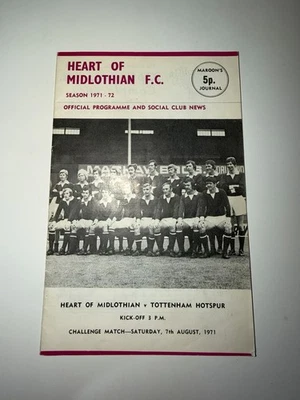 HEART OF
MIDLOTHIAN F.C.
SEASON 1971 - 72
MAROON'S
5p.
JOURNAL
OFFICIAL PROGRAMME AND SOCIAL CLUB NEWS
HEART OF MIDLOTHIAN v TOTTENHAM HOTSPUR
KICK-OFF 3 P.M.
CHALLENGE MATCH—SATURDAY, 7th AUGUST, 1971